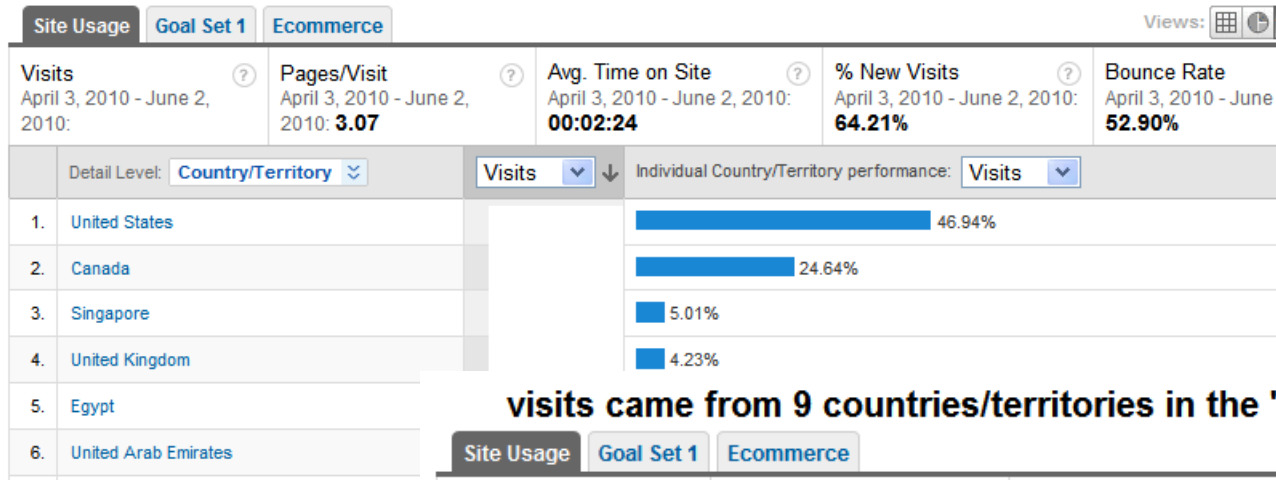 Site Usage Goal Set 1 Ecommerce Views:
Visits ? Pages/Visit ? Avg. Time on Site ? % New Visits ? Bounce Rate
April 3, 2010 - June 2, April 3, 2010 - June 2, April 3, 2010 - June 2, 2010: April 3, 2010 - June 2, 2010: April 3, 2010 - June
2010: 2010: 3.07 00:02:24 64.21% 52.90%
Detail Level: Country/Territory Visits Individual Country/Territory performance: Visits
1. United States 46.94%
2. Canada 24.64%
3. Singapore 5.01%
4. United Kingdom 4.23%
5. Egypt visits came from 9 countries/territories in the "
6. United Arab Emirates Site Usage Goal Set 1 Ecommerce